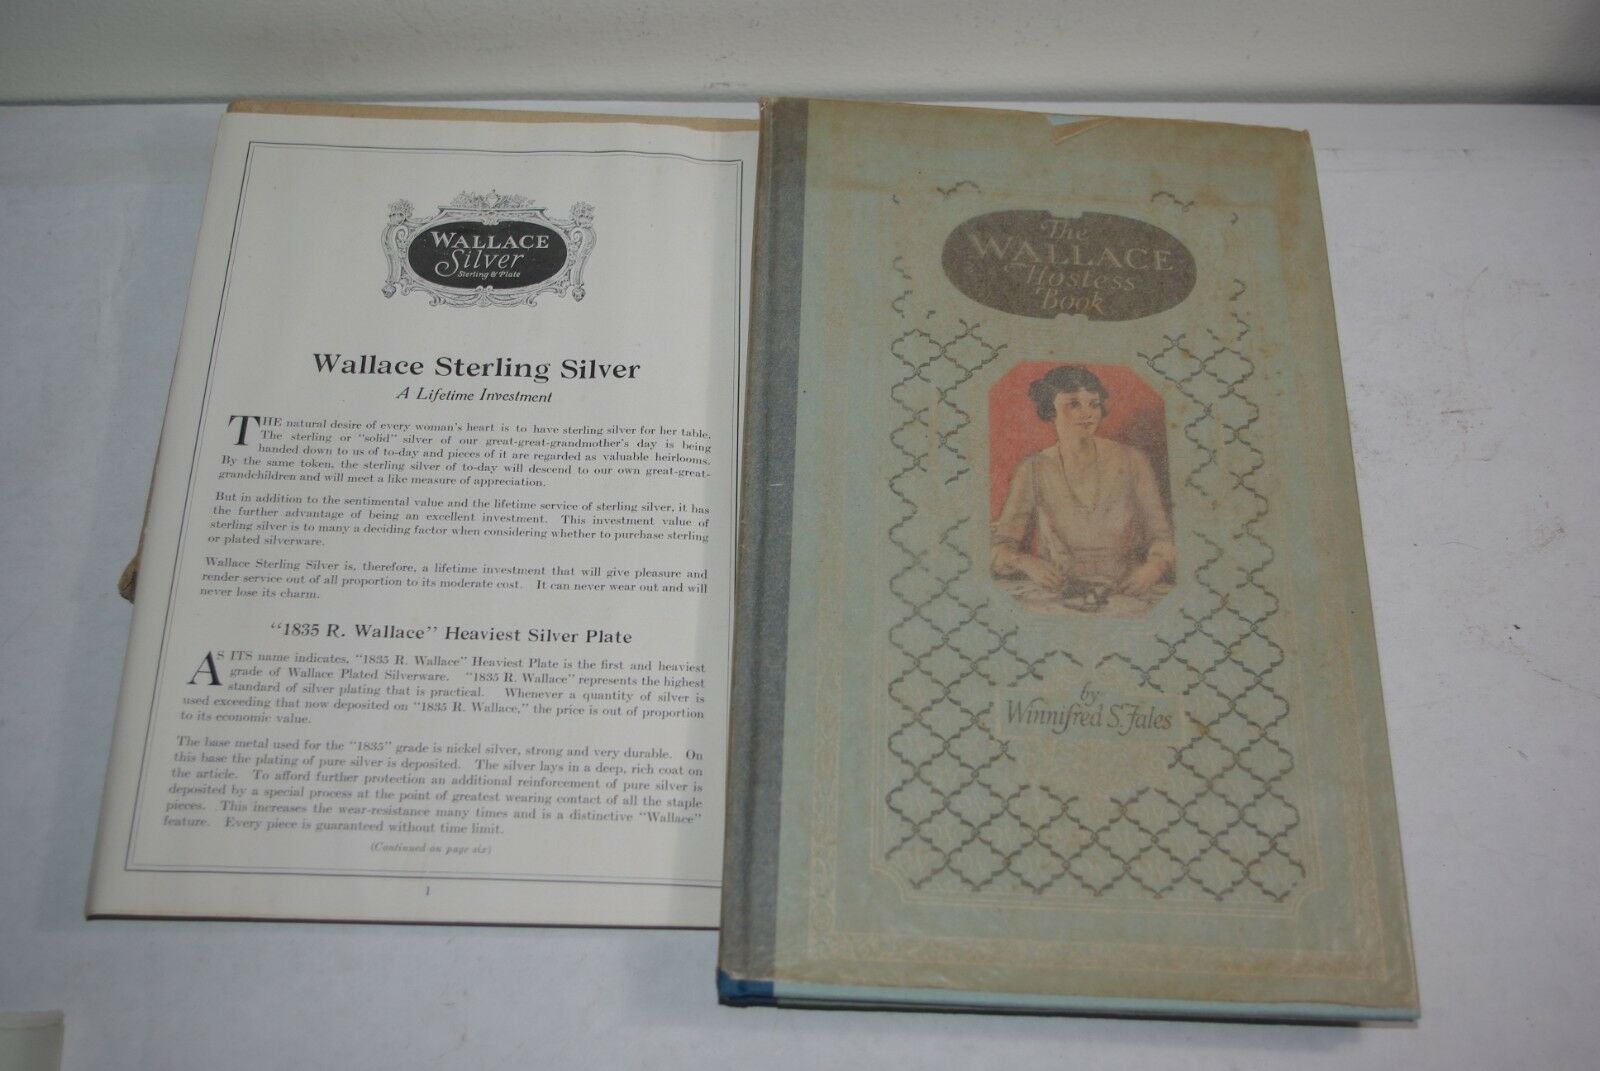 WALLACE
Silver
Sterling & Plate
Wallace Sterling Silver
A Lifetime Investment
THE natural desire of every woman's heart is to have sterling silver for her table.
The sterling or "solid" silver of our great-great-grandmother's day is being
handed down to us of to-day and pieces of it are regarded as valuable heirlooms.
By the same token, the sterling silver of to-day will descend to our own great-great-
grandchildren and will meet a like measure of appreciation.
But in addition to the sentimental value and the lifetime service of sterling silver, it has
the further advantage of being an excellent investment. This investment value of
sterling silver is to many a deciding factor when considering whether to purchase sterling
or plated silverware.
Wallace Sterling Silver is, therefore, a lifetime investment that will give pleasure and
render service out of all proportion to its moderate cost. It can never wear out and will
never lose its charm.
"1835 R. Wallace" Heaviest Silver Plate
AS ITS name indicates, "1835 R. Wallace" Heaviest Plate is the first and heaviest
grade of Wallace Plated Silverware. "1835 R. Wallace" represents the highest
standard of silver plating that is practical. Whenever a quantity of silver is
used exceeding that now deposited on "1835 R. Wallace," the price is out of proportion
to its economic value.
The base metal used for the "1835" grade is nickel silver, strong and very durable. On
this base the plating of pure silver is deposited. The silver lays in a deep, rich coat on
the article. To afford further protection an additional reinforcement of pure silver is
deposited by a special process at the point of greatest wearing contact of all the staple
pieces. This increases the wear-resistance many times and is a distinctive "Wallace"
feature. Every piece is guaranteed without time limit.
(Continued on page six)
1
The
WALLACE
Hostess
Book
by
Winnifred S. Fales